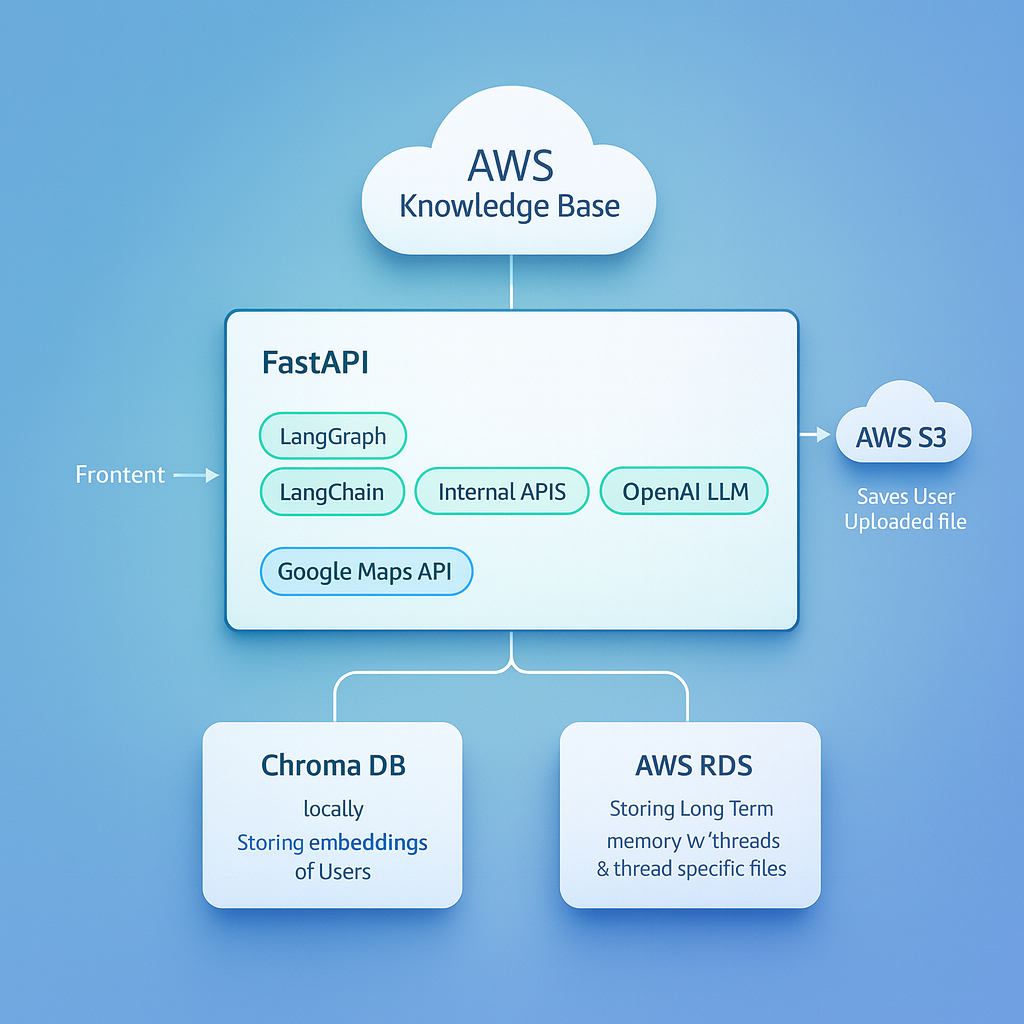 AWS
Knowledge Base
FastAPI
LangGraph
LangChain
Internal APIS
OpenAI LLM
Google Maps API
Frontent
AWS S3
Saves User
Uploaded file
Chroma DB
locally
Storing embeddings
of Users
AWS RDS
Storing Long Term
memory W ‘threads
& thread specific files